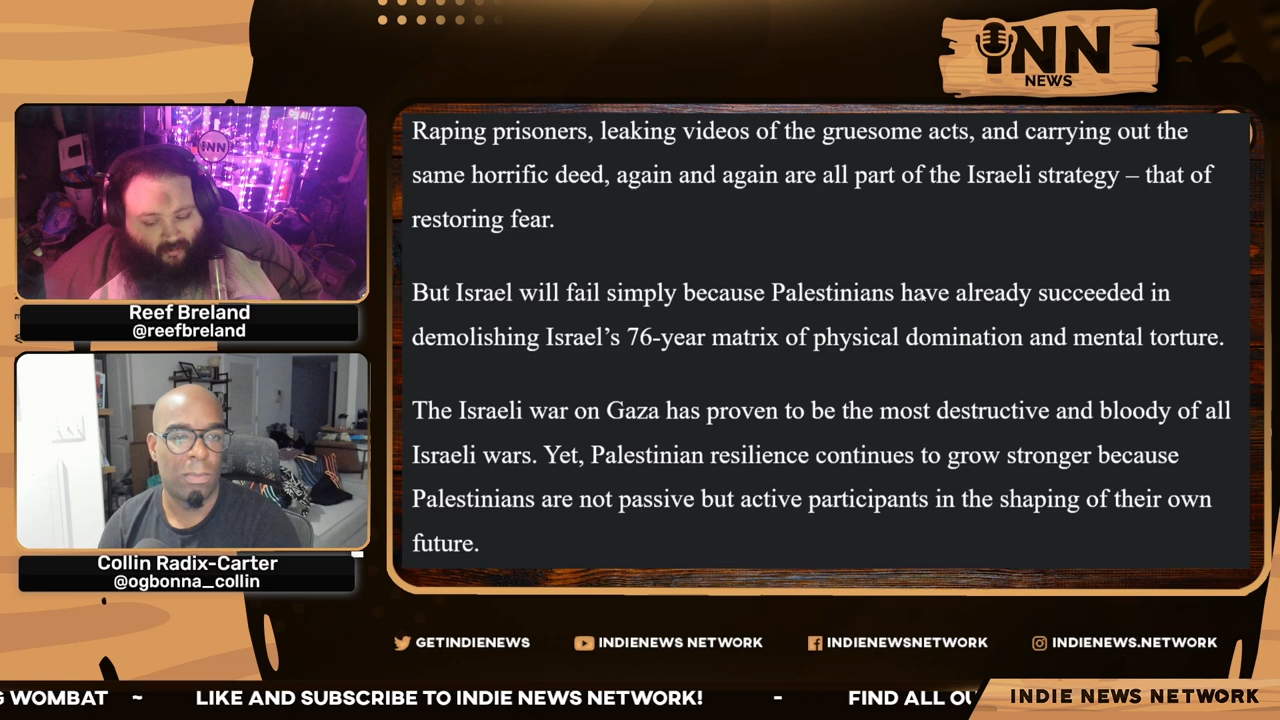 INN
NEWS
INN
Raping prisoners, leaking videos of the gruesome acts, and carrying out the
same horrific deed, again and again are all part of the Israeli strategy – that of
restoring fear.
But Israel will fail simply because Palestinians have already succeeded in
demolishing Israel’s 76-year matrix of physical domination and mental torture.
The Israeli war on Gaza has proven to be the most destructive and bloody of all
Israeli wars. Yet, Palestinian resilience continues to grow stronger because
Palestinians are not passive but active participants in the shaping of their own
future.
Reef Breland
@reefbreland
Collin Radix-Carter
@ogbonna_collin
GETINDIENEWS
INDIENEWS NETWORK
INDIENEWSNETWORK
INDIENEWS.NETWORK
G WOMBAT ~ LIKE AND SUBSCRIBE TO INDIE NEWS NETWORK! - FIND ALL OU
INDIE NEWS NETWORK